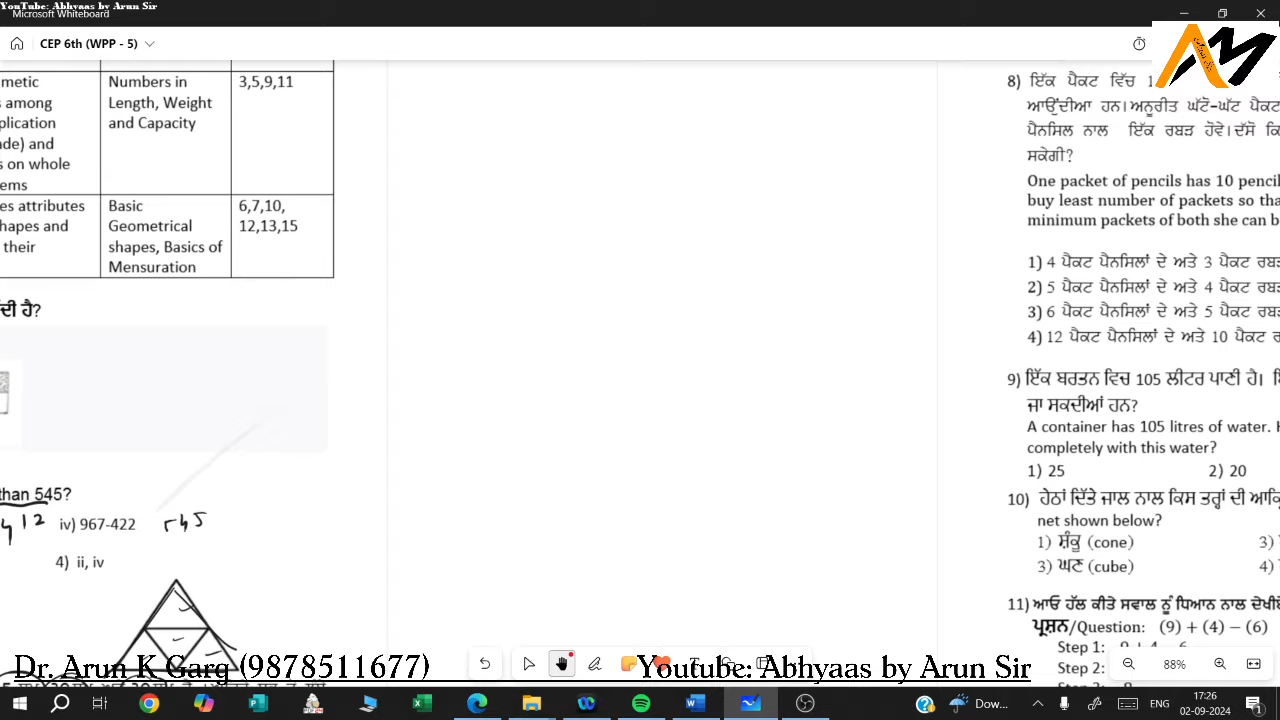 YouTube: Abhyaas by Arun Sir
Microsoft Whiteboard
CEP 6th (WPP - 5)
metic
s among
plication
ade) and
s on whole
ems
Numbers in
Length, Weight
and Capacity
3,5,9,11
es attributes
hapes and
their
Basic
Geometrical
shapes, Basics of
Mensuration
6,7,10,
12,13,15
ਦੀ ਹੈ?
than 545?
iv) 967-422
545
4) ii, iv
8) ਇੱਕ ਪੈਕਟ ਵਿੱਚ 1
ਆਉਂਦੀਆ ਹਨ।ਅਨੂਰੀਤ ਘੱਟੋ-ਘੱਟ ਪੈਕਟ
ਪੈਨਸਿਲ ਨਾਲ ਇੱਕ ਰਬੜ ਹੋਵੇ।ਦੱਸੋ ਕਿ
ਸਕੇਗੀ?
One packet of pencils has 10 pencil
buy least number of packets so tha
minimum packets of both she can b
1) 4 ਪੈਕਟ ਪੈਨਸਿਲਾਂ ਦੇ ਅਤੇ 3 ਪੈਕਟ ਰਬੜ
2) 5 ਪੈਕਟ ਪੈਨਸਿਲਾਂ ਦੇ ਅਤੇ 4 ਪੈਕਟ ਰਬੜ
3) 6 ਪੈਕਟ ਪੈਨਸਿਲਾਂ ਦੇ ਅਤੇ 5 ਪੈਕਟ ਰਬੜ
4) 12 ਪੈਕਟ ਪੈਨਸਿਲਾਂ ਦੇ ਅਤੇ 10 ਪੈਕਟ ਰ
9) ਇੱਕ ਬਰਤਨ ਵਿਚ 105 ਲੀਟਰ ਪਾਣੀ ਹੈ।
ਜਾ ਸਕਦੀਆਂ ਹਨ?
A container has 105 litres of water. H
completely with this water?
1) 25
2) 20
10) ਹੇਠਾਂ ਦਿੱਤੇ ਜਾਲ ਨਾਲ ਕਿਸ ਤਰ੍ਹਾਂ ਦੀ ਆਕ੍ਰਿ
net shown below?
1) ਸ਼ੰਕੂ (cone)
3)
3) ਘਣ (cube)
4)
11) ਆਓ ਹੱਲ ਕੀਤੇ ਸਵਾਲ ਨੂੰ ਧਿਆਨ ਨਾਲ ਦੇਖੀਏ
ਪ੍ਰਸ਼ਨ/Question: (9) + (4) − (6)
Step 1:
Step 2:
Dr. Arun K Garg (9878511677)
Youtube: Abhyaas by Arun Sir
88%
Dow...
17:26
02-09-2024